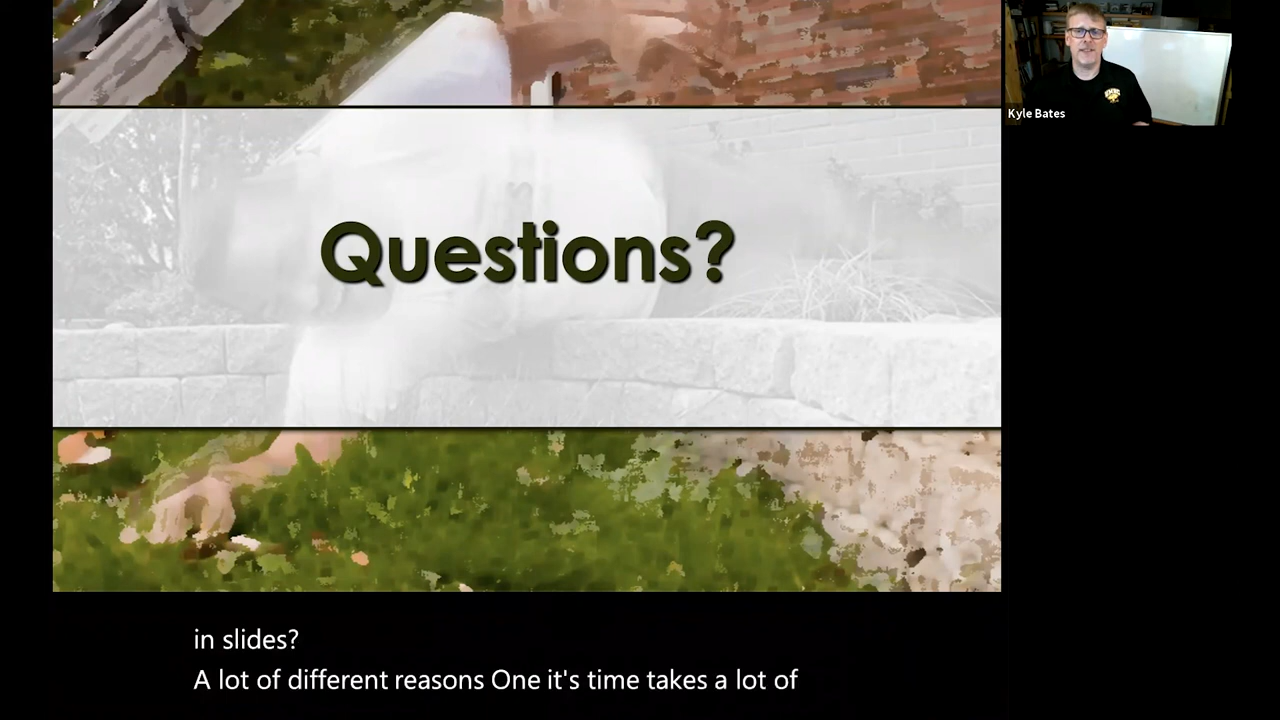 Questions?
Kyle Bates
in slides?
A lot of different reasons One it's time takes a lot of